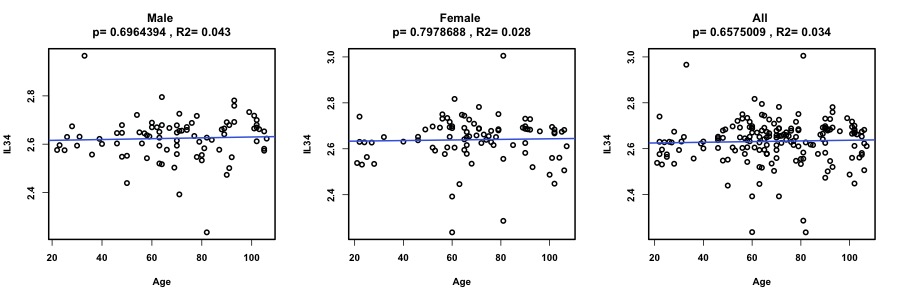 Male
p= 0.6964394 , R2= 0.043
IL34
2.8
2.6
2.4
20 40 60 80 100
Age
Female
p= 0.7978688 , R2= 0.028
IL34
3.0
2.8
2.6
2.4
20 40 60 80 100
Age
All
p= 0.6575009 , R2= 0.034
IL34
3.0
2.8
2.6
2.4
20 40 60 80 100
Age